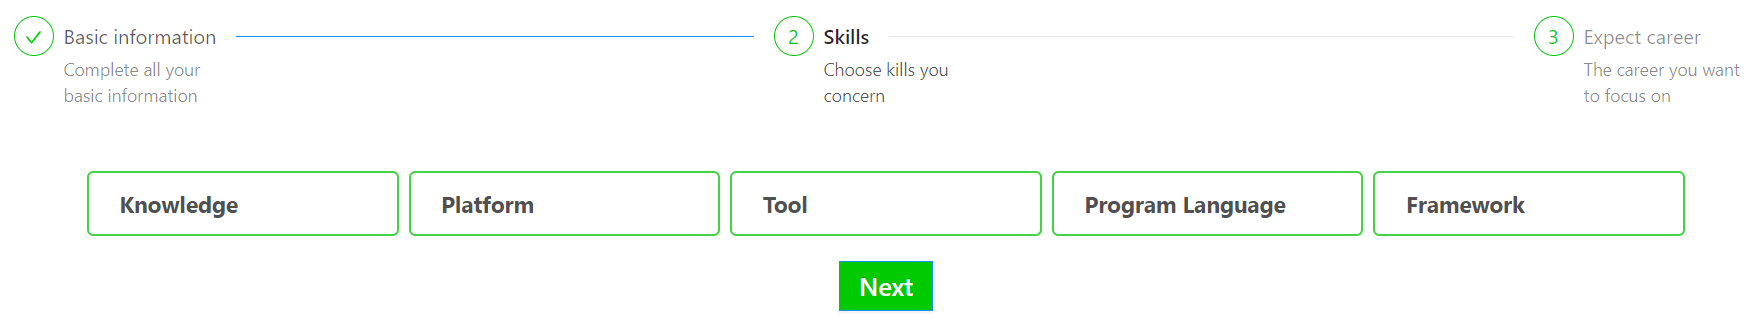 Basic information
Complete all your
basic information
2
Skills
Choose kills you
concern
3
Expect career
The career you want
to focus on
Knowledge
Platform
Tool
Program Language
Framework
Next